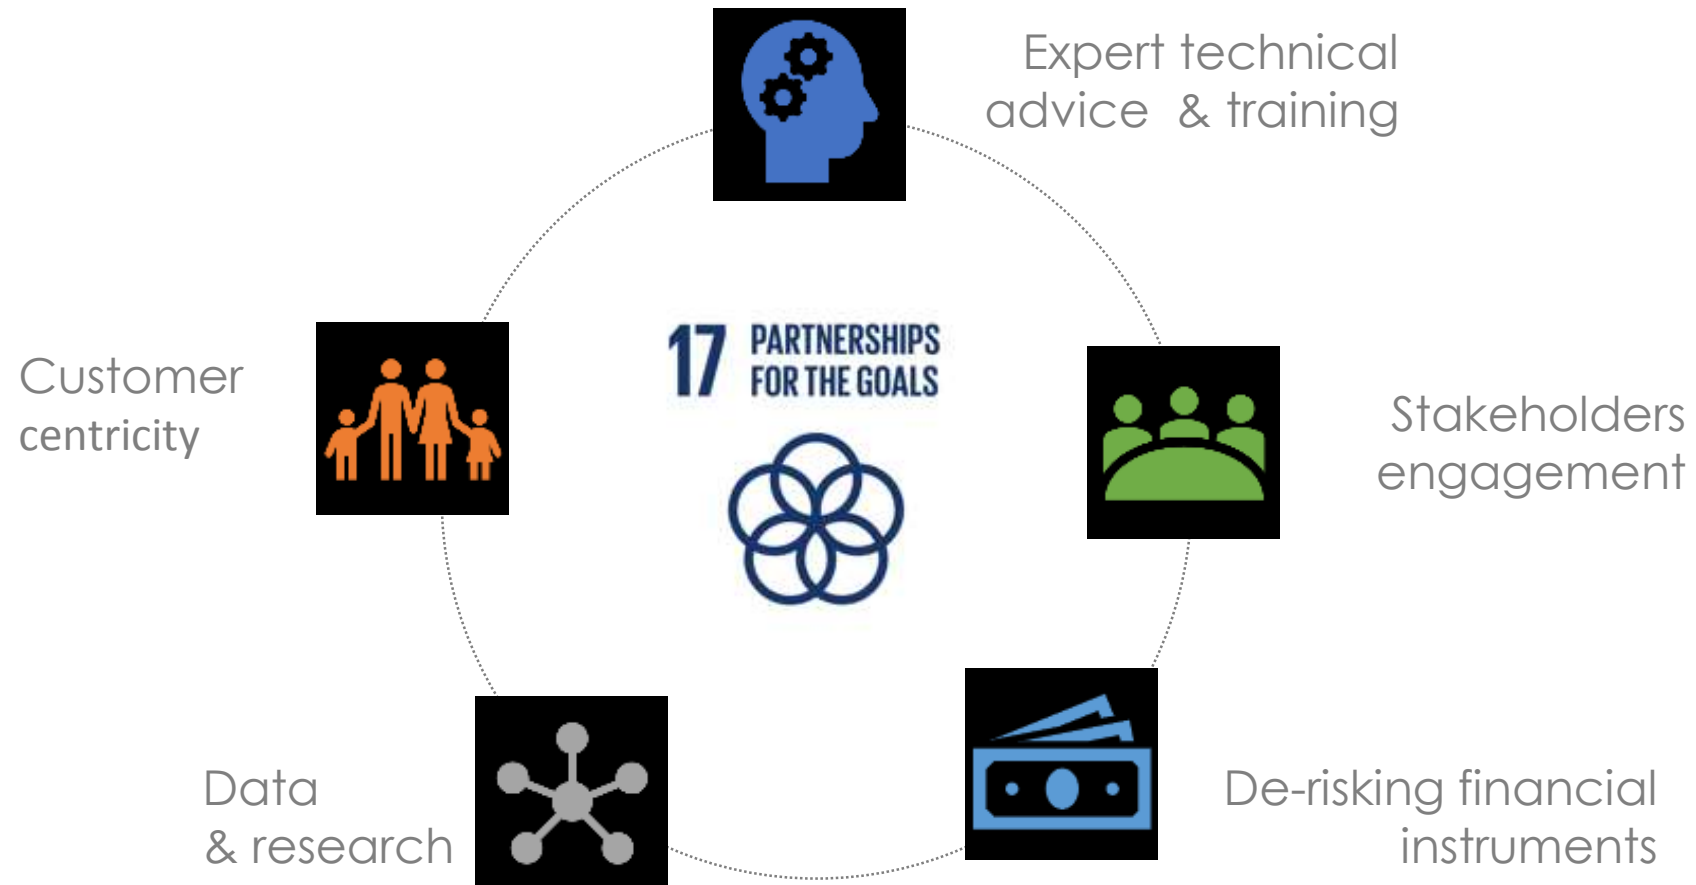 Expert technical
advice & training
17 PARTNERSHIPS
FOR THE GOALS
Customer
centricity
Stakeholders
engagement
Data
& research
De-risking financial
instruments